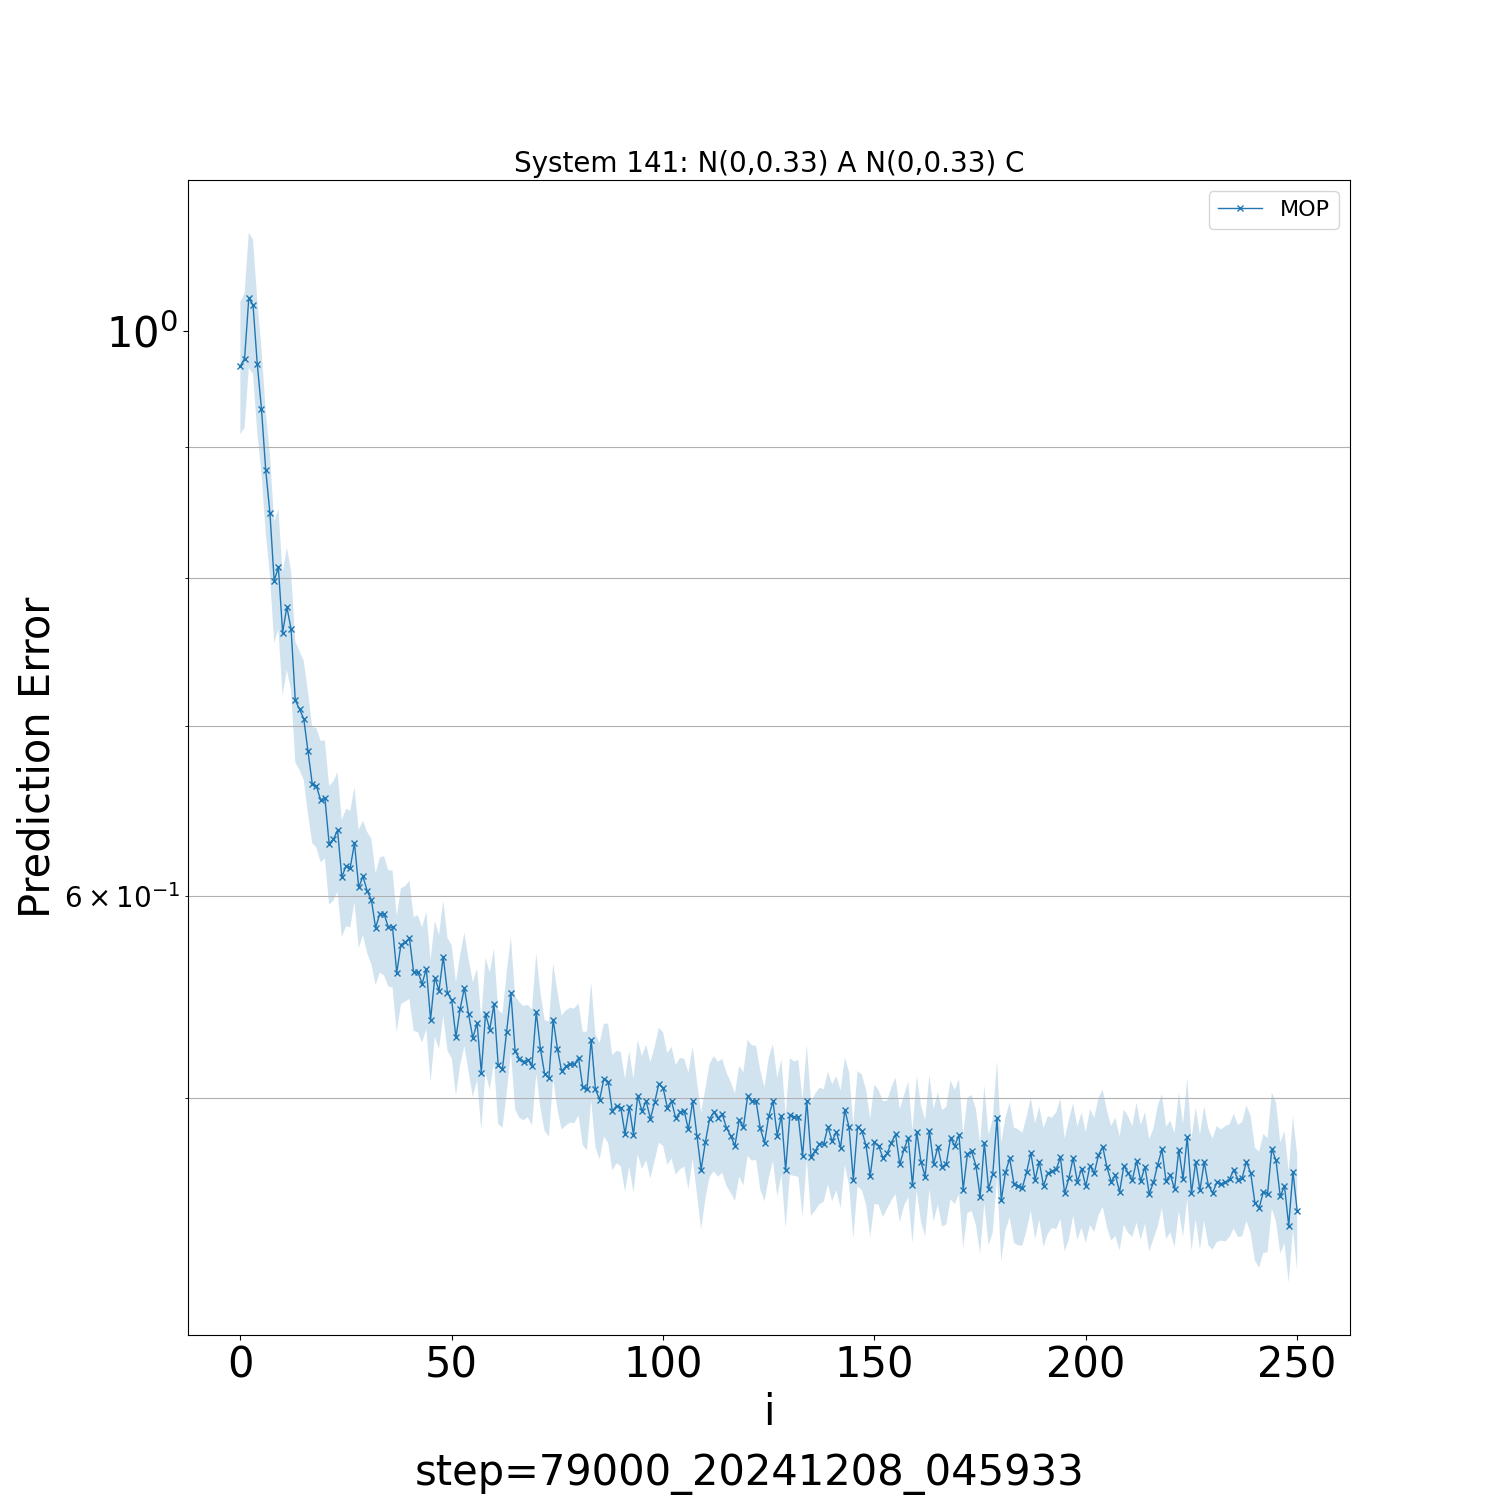 System 141: N(0,0.33) A N(0,0.33) C
MOP
10⁰
6 × 10⁻¹
Prediction Error
0 50 100 150 200 250
i
step=79000_20241208_045933